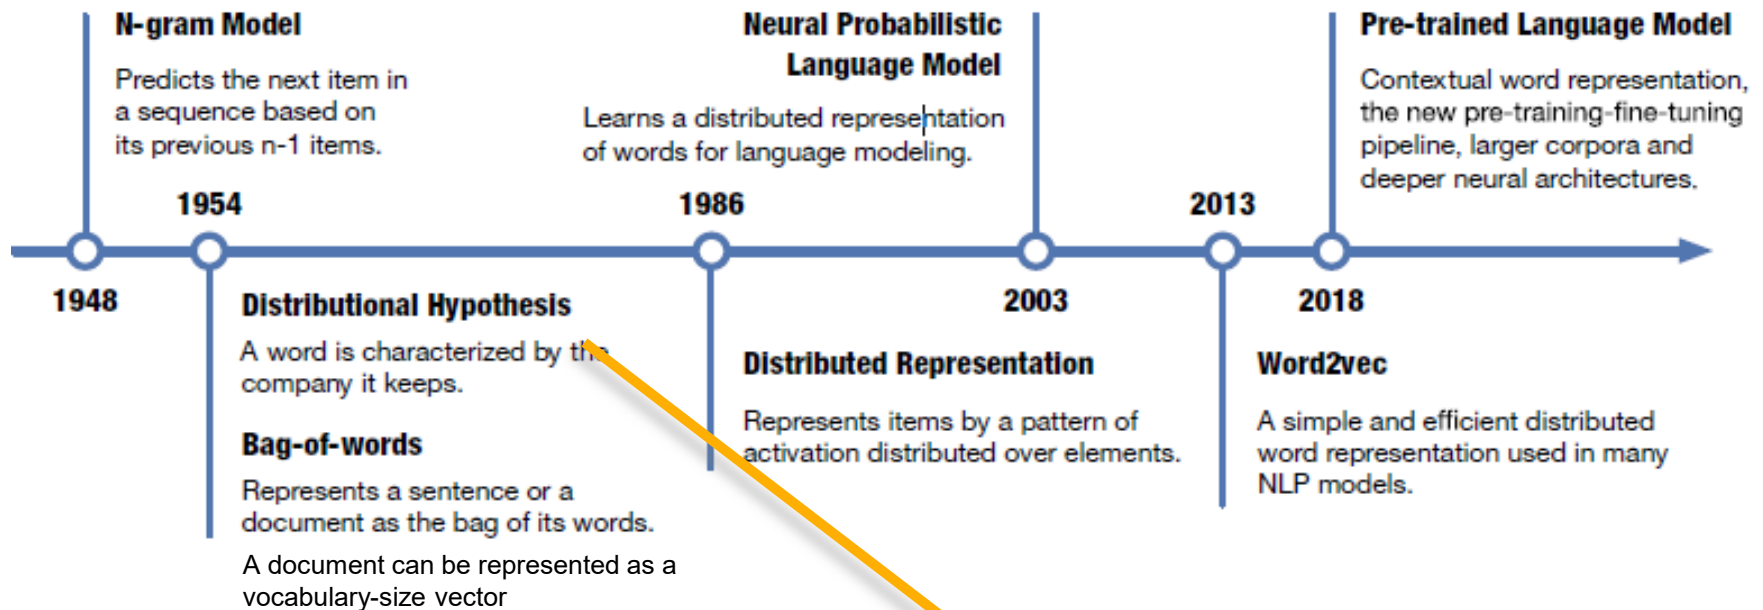 N-gram Model
Predicts the next item in
a sequence based on
its previous n-1 items.
Neural Probabilistic
Language Model
Learns a distributed representation
of words for language modeling.
Pre-trained Language Model
Contextual word representation,
the new pre-training-fine-tuning
pipeline, larger corpora and
deeper neural architectures.
1954
1986
2013
1948
2003
2018
Distributional Hypothesis
A word is characterized by the
company it keeps.
Bag-of-words
Represents a sentence or a
document as the bag of its words.
A document can be represented as a
vocabulary-size vector
Distributed Representation
Represents items by a pattern of
activation distributed over elements.
Word2vec
A simple and efficient distributed
word representation used in many
NLP models.